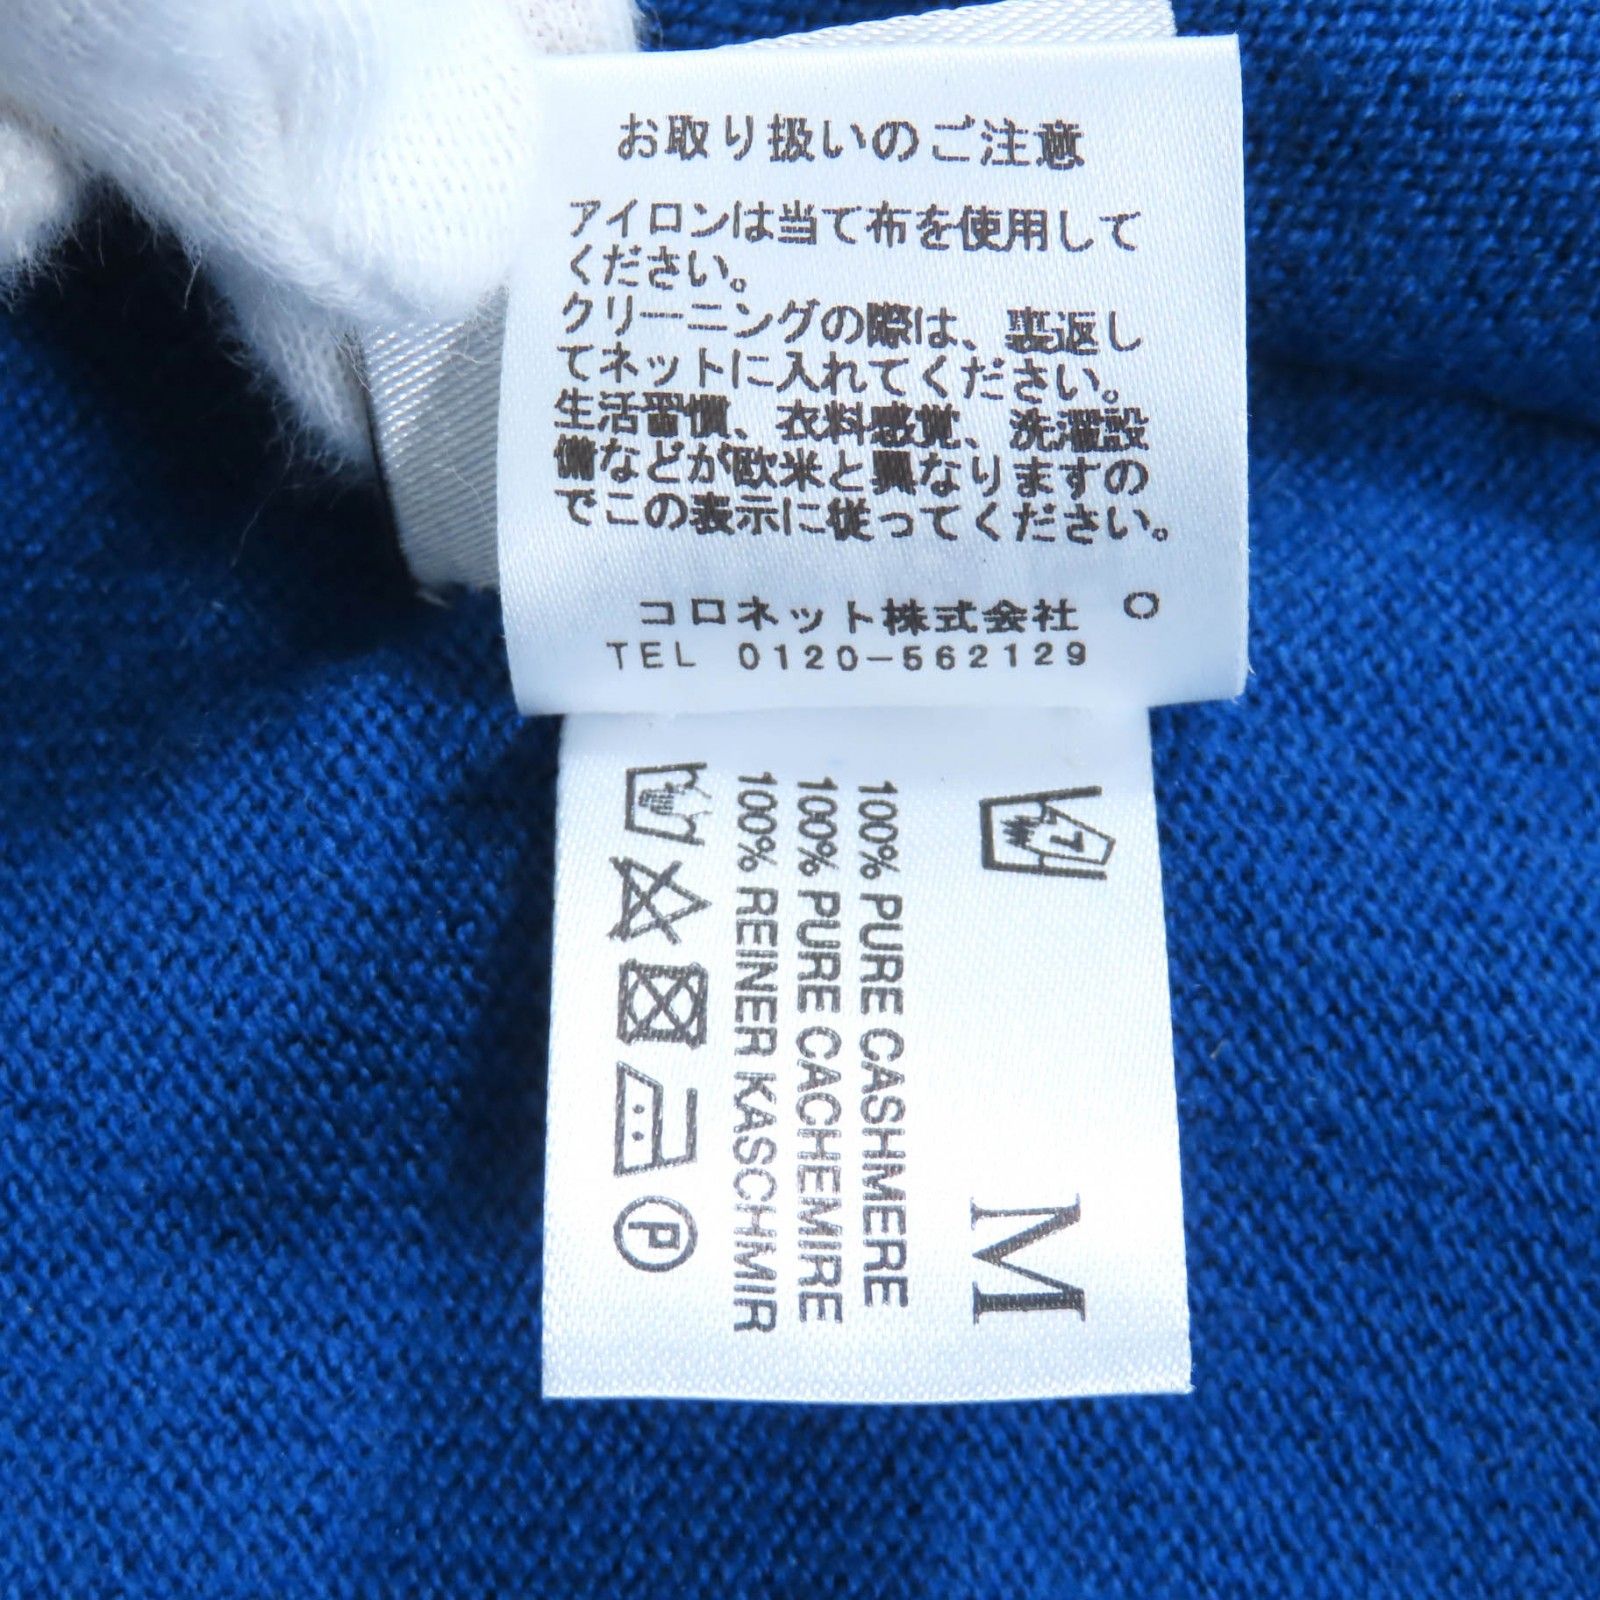 お取り扱いのご注意
アイロンは当て布を使用して
ください。
クリーニングの際は、裏返し
てネットに入れてください。
生活習慣、衣料感覚、洗濯設
備などが欧米と異なりますの
でこの表示に従ってください。
コロネット株式会社 O
TEL 0120-562129
M
100% PURE CASHMERE
100% PURE CACHEMIRE
100% REINER KASCHMIR
P